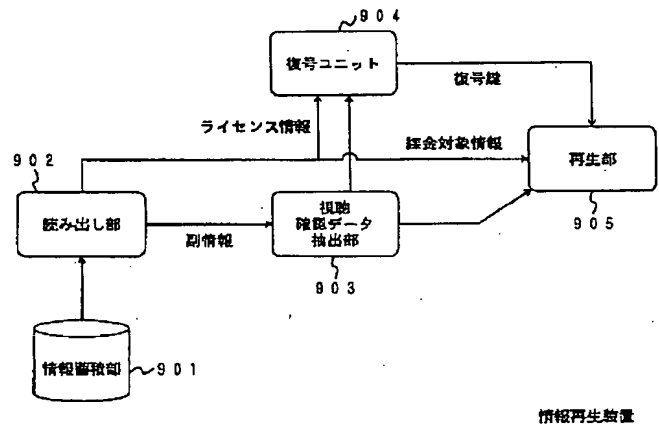 904
復号ユニット
復号鍵
ライセンス情報
902
課金対象情報
再生部
読み出し部
副情報
視聴
確認データ
抽出部
905
903
情報蓄積部
901
情報再生装置